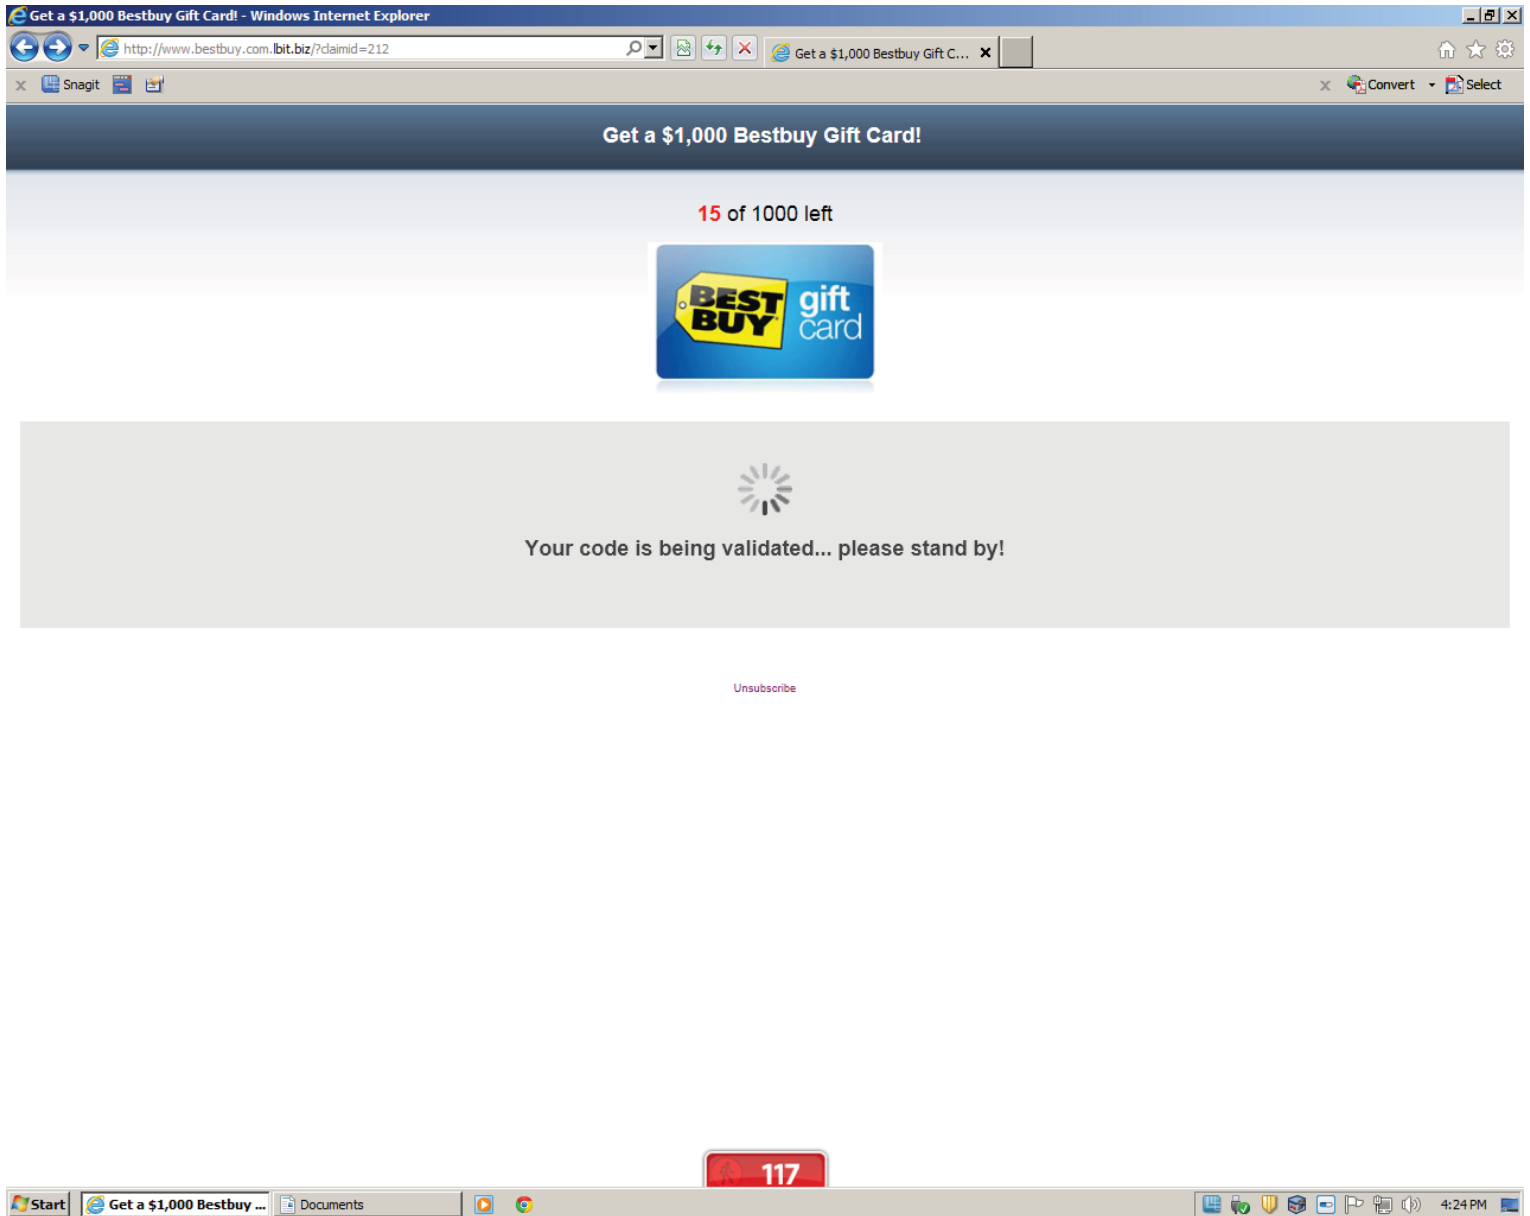 Get a $1,000 Bestbuy Gift Card! - Windows Internet Explorer
http://www.bestbuy.com.lbit.biz/?claimid=212
Get a $1,000 Bestbuy Gift C...
Snagit
Convert
Select
Get a $1,000 Bestbuy Gift Card!
15 of 1000 left
BEST BUY
gift card
Your code is being validated... please stand by!
Unsubscribe
117
Start
Get a $1,000 Bestbuy ...
Documents
4:24 PM